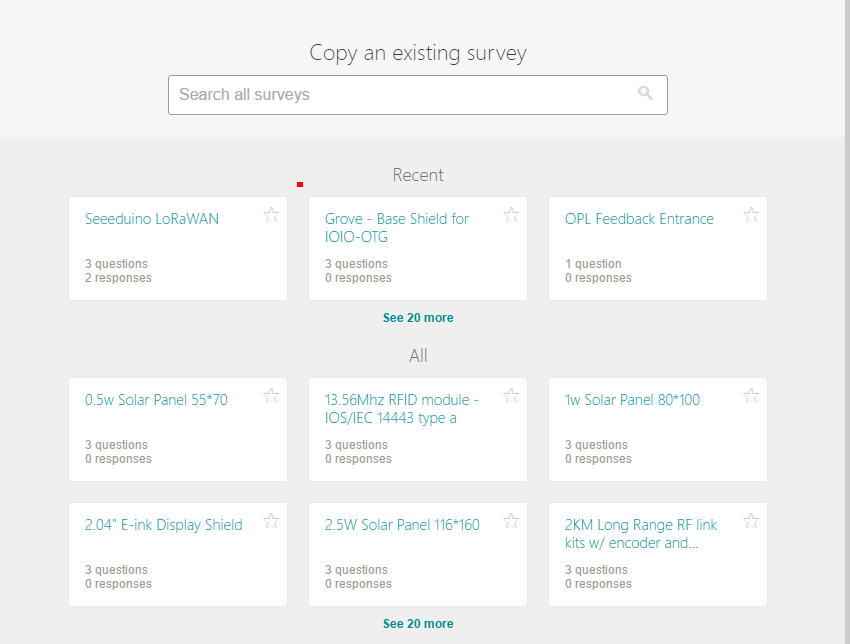 Copy an existing survey
Search all surveys
Recent
Seeeduino LoRaWAN
3 questions
2 responses
Grove - Base Shield for
IOIO-OTG
3 questions
0 responses
OPL Feedback Entrance
1 question
0 responses
See 20 more
All
0.5w Solar Panel 55*70
3 questions
0 responses
13.56Mhz RFID module -
IOS/IEC 14443 type a
3 questions
0 responses
1w Solar Panel 80*100
3 questions
0 responses
2.04" E-ink Display Shield
3 questions
0 responses
2.5W Solar Panel 116*160
3 questions
0 responses
2KM Long Range RF link
kits w/ encoder and...
3 questions
0 responses
See 20 more